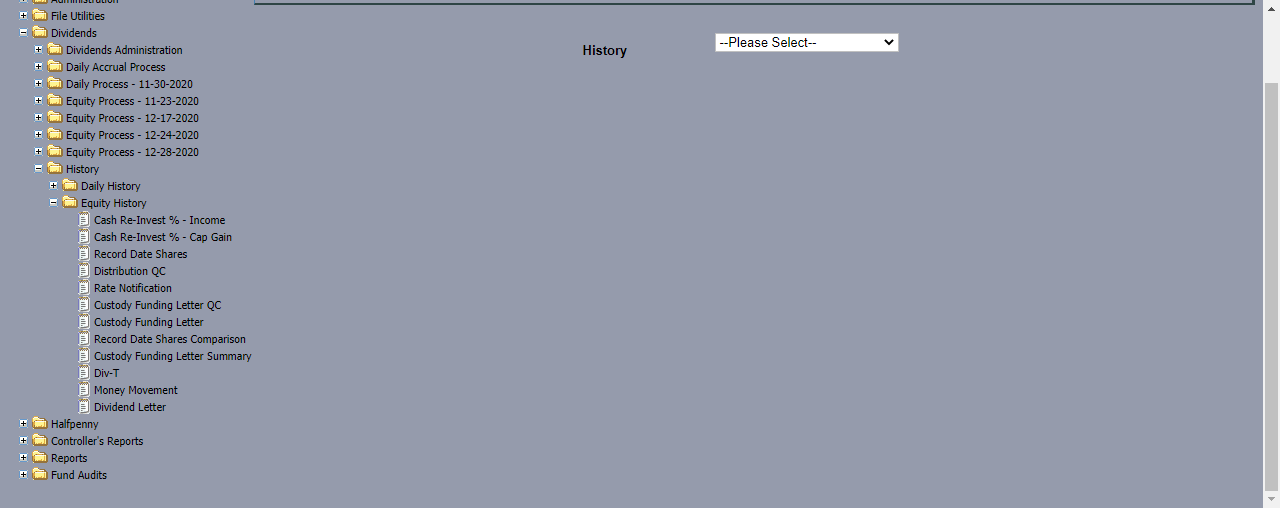 Administration
File Utilities
Dividends
Dividends Administration
Daily Accrual Process
Daily Process - 11-30-2020
Equity Process - 11-23-2020
Equity Process - 12-17-2020
Equity Process - 12-24-2020
Equity Process - 12-28-2020
History
Daily History
Equity History
Cash Re-Invest % - Income
Cash Re-Invest % - Cap Gain
Record Date Shares
Distribution QC
Rate Notification
Custody Funding Letter QC
Custody Funding Letter
Record Date Shares Comparison
Custody Funding Letter Summary
Div-T
Money Movement
Dividend Letter
Halfpenny
Controller's Reports
Reports
Fund Audits
History
--Please Select--